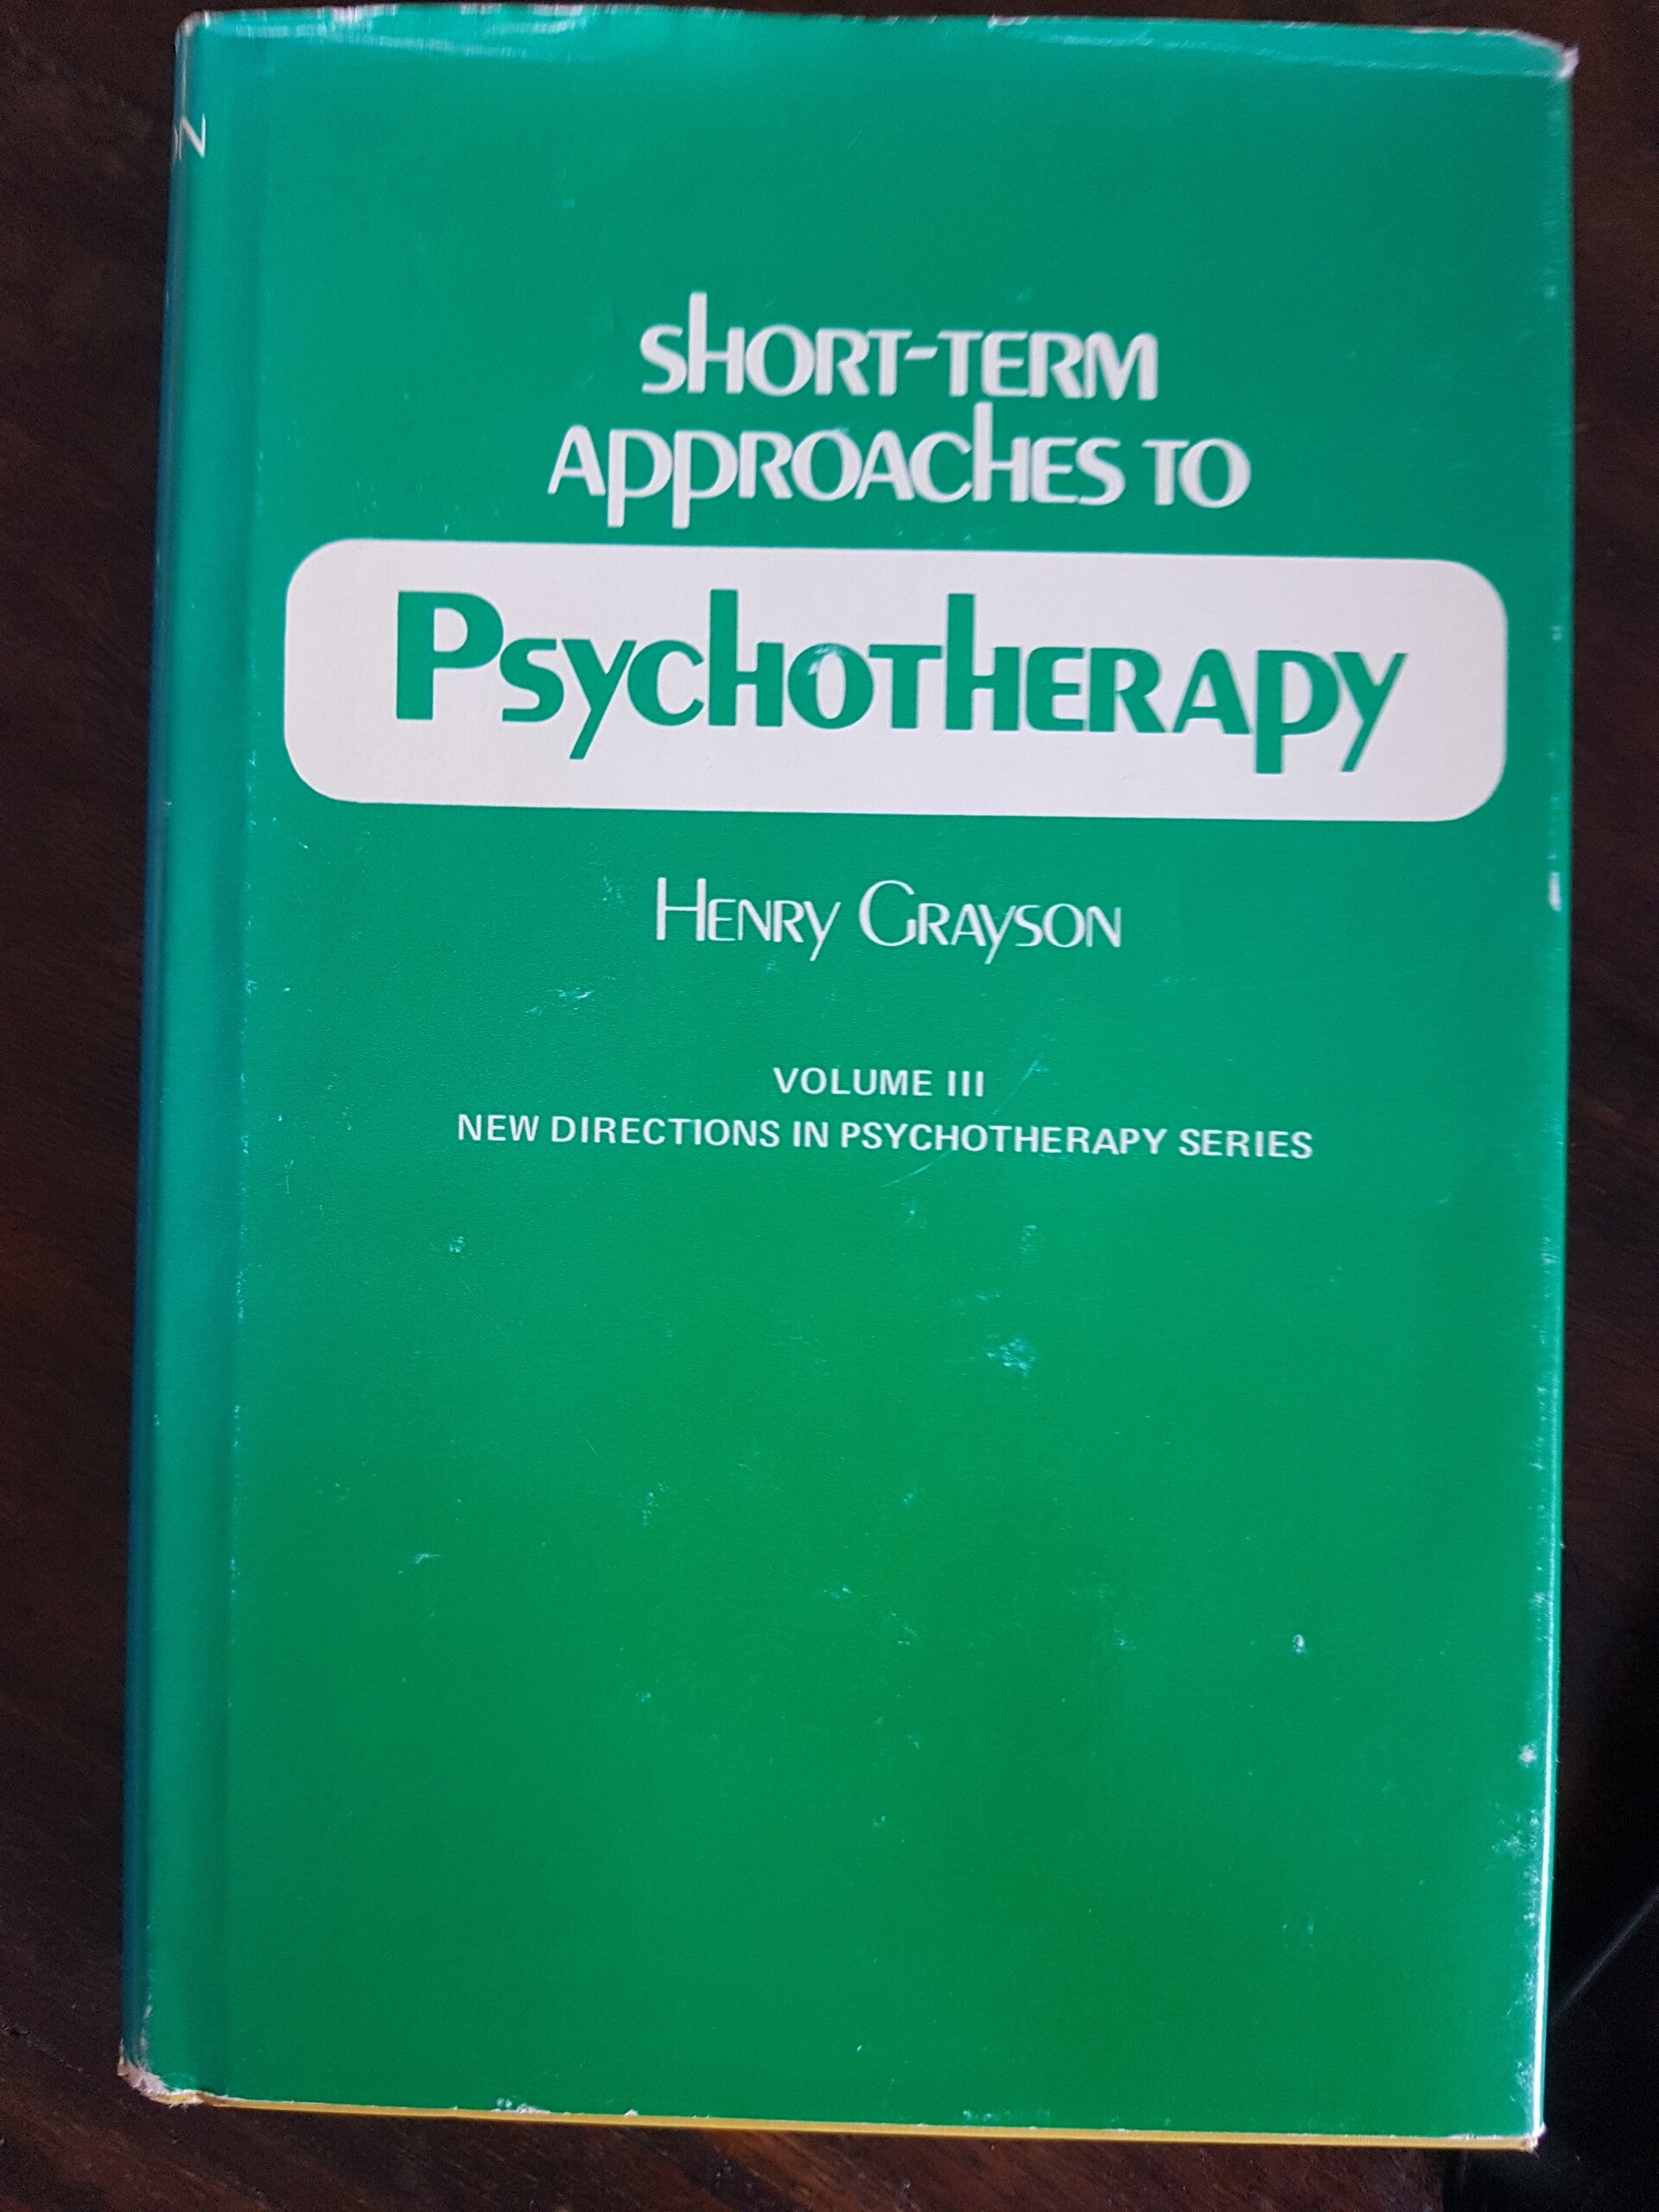 SHORT-TERM
APPROACHES TO
PSYCHOTHERAPY
HENRY GRAYSON
VOLUME III
NEW DIRECTIONS IN PSYCHOTHERAPY SERIES